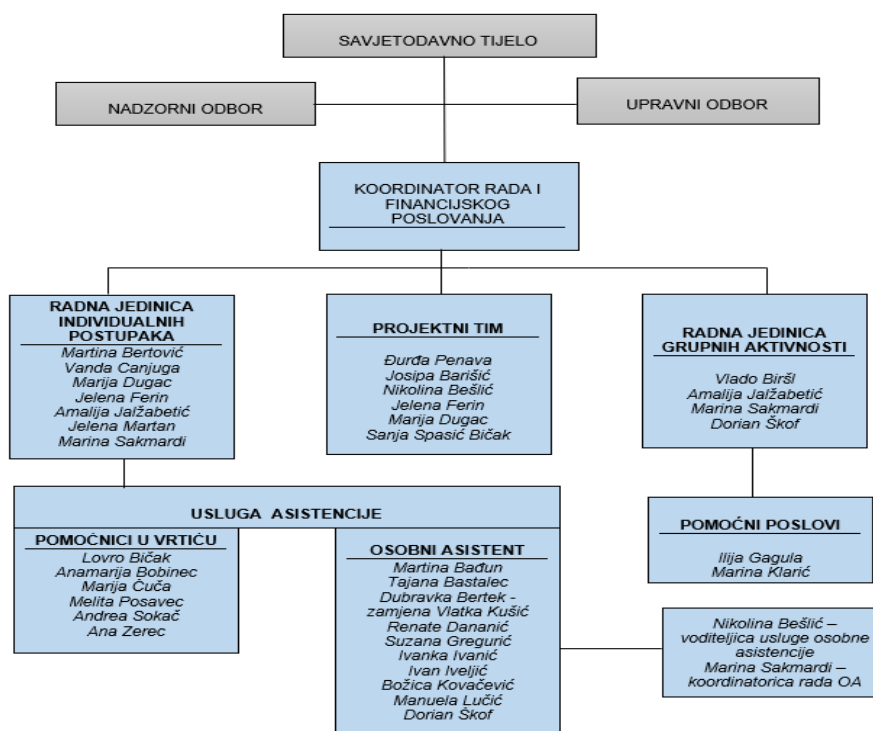 SAVJETODAVNO TIJELO
NADZORNI ODBOR
UPRAVNI ODBOR
KOORDINATOR RADA I
FINANCIJSKOG
POSLOVANJA
RADNA JEDINICA
INDIVIDUALNIH
POSTUPAKA
Martina Bertović
Vanda Canjuga
Marija Dugac
Jelena Ferin
Amalija Jalžabetić
Jelena Martan
Marina Sakmardi
PROJEKTNI TIM
Đurđa Penava
Josipa Barišić
Nikolina Bešlić
Jelena Ferin
Marija Dugac
Sanja Spasić Bičak
RADNA JEDINICA
GRUPNIH AKTIVNOSTI
Vlado Biršl
Amalija Jalžabetić
Marina Sakmardi
Dorian Škof
USLUGA ASISTENCIJE
POMOĆNICI U VRTIĆU
Lovro Bičak
Anamarija Bobinec
Marija Čuča
Melita Posavec
Andrea Sokač
Ana Zerec
OSOBNI ASISTENT
Martina Bađun
Tajana Bastalec
Dubravka Bertek -
zamjena Vlatka Kušić
Renate Dananić
Suzana Gregurić
Ivanka Ivanić
Ivan Iveljić
Božica Kovačević
Manuela Lučić
Dorian Škof
POMOĆNI POSLOVI
Ilija Gagula
Marina Klarić
Nikolina Bešlić –
voditeljica usluge osobne
asistencije
Marina Sakmardi –
koordinatorica rada OA